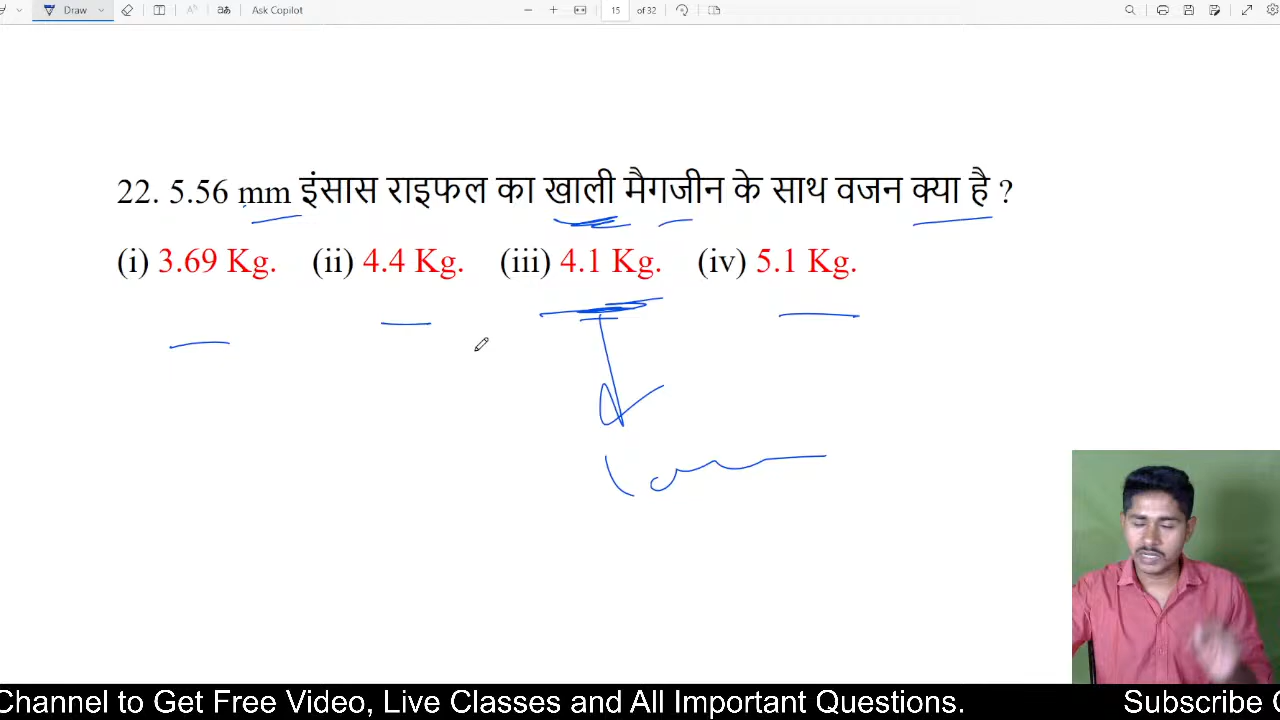 Draw
Ask Copilot
15 of 32
22. 5.56 mm इंसास राइफल का खाली मैगजीन के साथ वजन क्या है ?
(i) 3.69 Kg. (ii) 4.4 Kg. (iii) 4.1 Kg. (iv) 5.1 Kg.
Channel to Get Free Video, Live Classes and All Important Questions. Subscribe